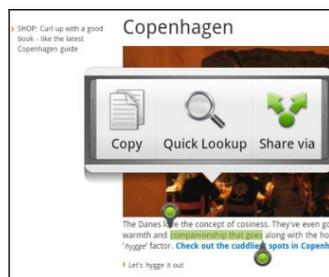 SHOP: Curl up with a good
book - like the latest
Copenhagen guide
Copenhagen
Copy
Quick Lookup
Share via
The Danes love the concept of cosiness. They've even go
warmth and companionship that goes along with the ho
'hygge' factor. Check out the cuddliest spots in Copenh
Let's hygge it out